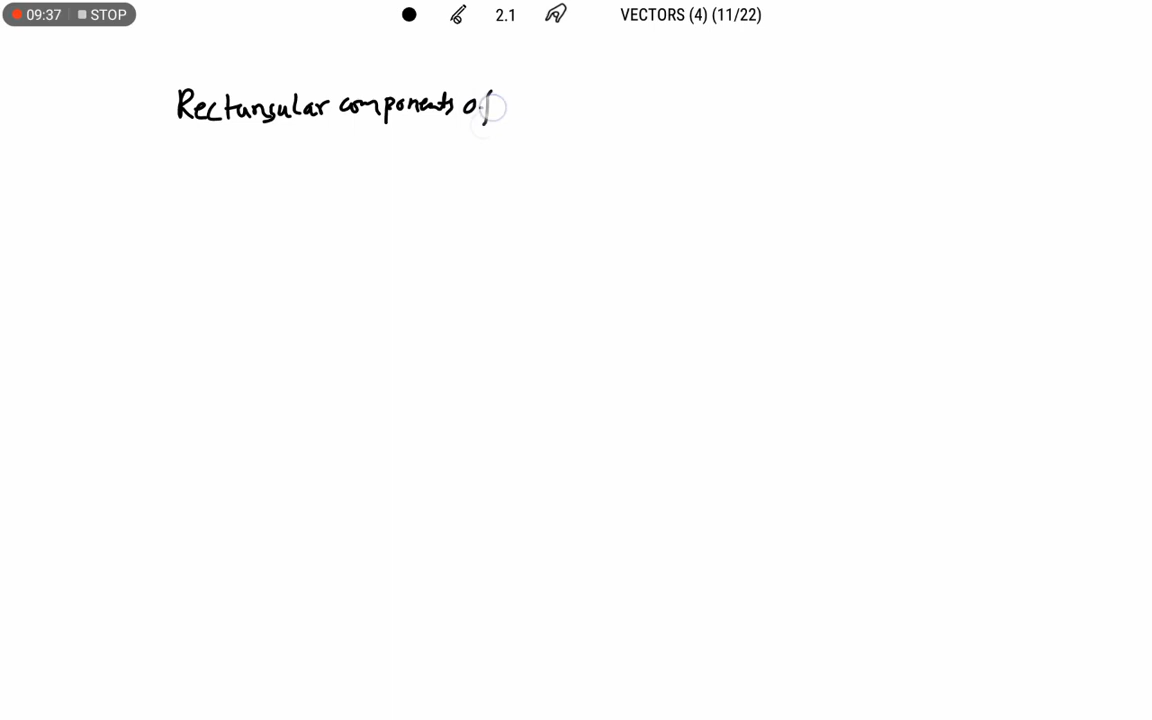 09:37 STOP 2.1 VECTORS (4) (11/22)
Rectangular components of